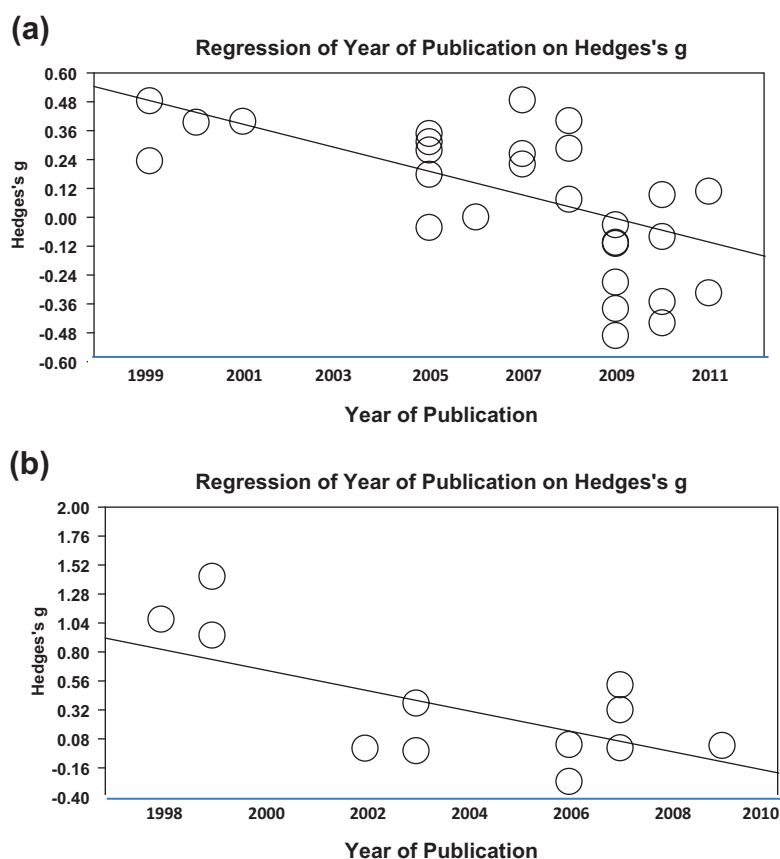 (a)
Regression of Year of Publication on Hedges's g
0.60
0.48
0.36
0.24
0.12
0.00
-0.12
-0.24
-0.36
-0.48
-0.60
Hedges's g
1999 2001 2003 2005 2007 2009 2011
Year of Publication
(b)
Regression of Year of Publication on Hedges's g
2.00
1.76
1.52
1.28
1.04
0.80
0.56
0.32
0.08
-0.16
-0.40
Hedges's g
1998 2000 2002 2004 2006 2008 2010
Year of Publication